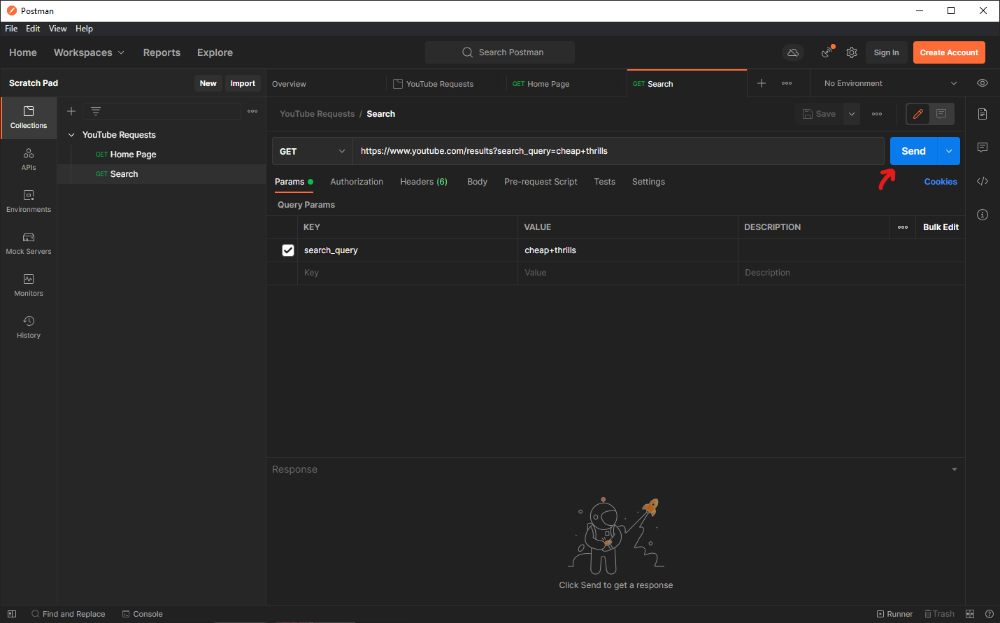 Postman
File Edit View Help
Home Workspaces Reports Explore Search Postman Sign In Create Account
Scratch Pad New Import Overview YouTube Requests GET Home Page GET Search No Environment
Collections
APIs
Environments
Mock Servers
Monitors
History
YouTube Requests
GET Home Page
GET Search
YouTube Requests / Search Save
GET https://www.youtube.com/results?search_query=cheap+thrills Send
Params Authorization Headers (6) Body Pre-request Script Tests Settings Cookies
Query Params
KEY VALUE DESCRIPTION Bulk Edit
search_query cheap+thrills
Key Value Description
Response
Click Send to get a response
Find and Replace Console Runner Trash